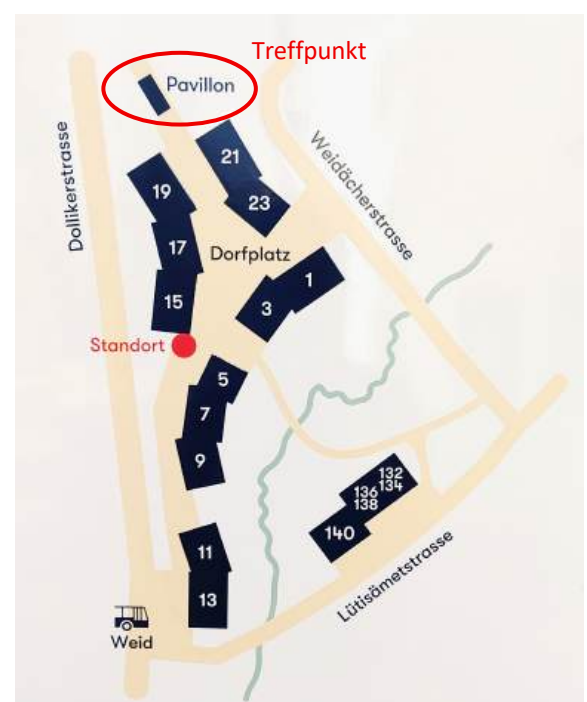 Treffpunkt
Pavillon
Dollikerstrasse
Weidächerstrasse
21
19
23
17
Dorfplatz
1
15
3
Standort
5
7
9
132
136 134
138
140
11
13
Lütisämetstrasse
Weid